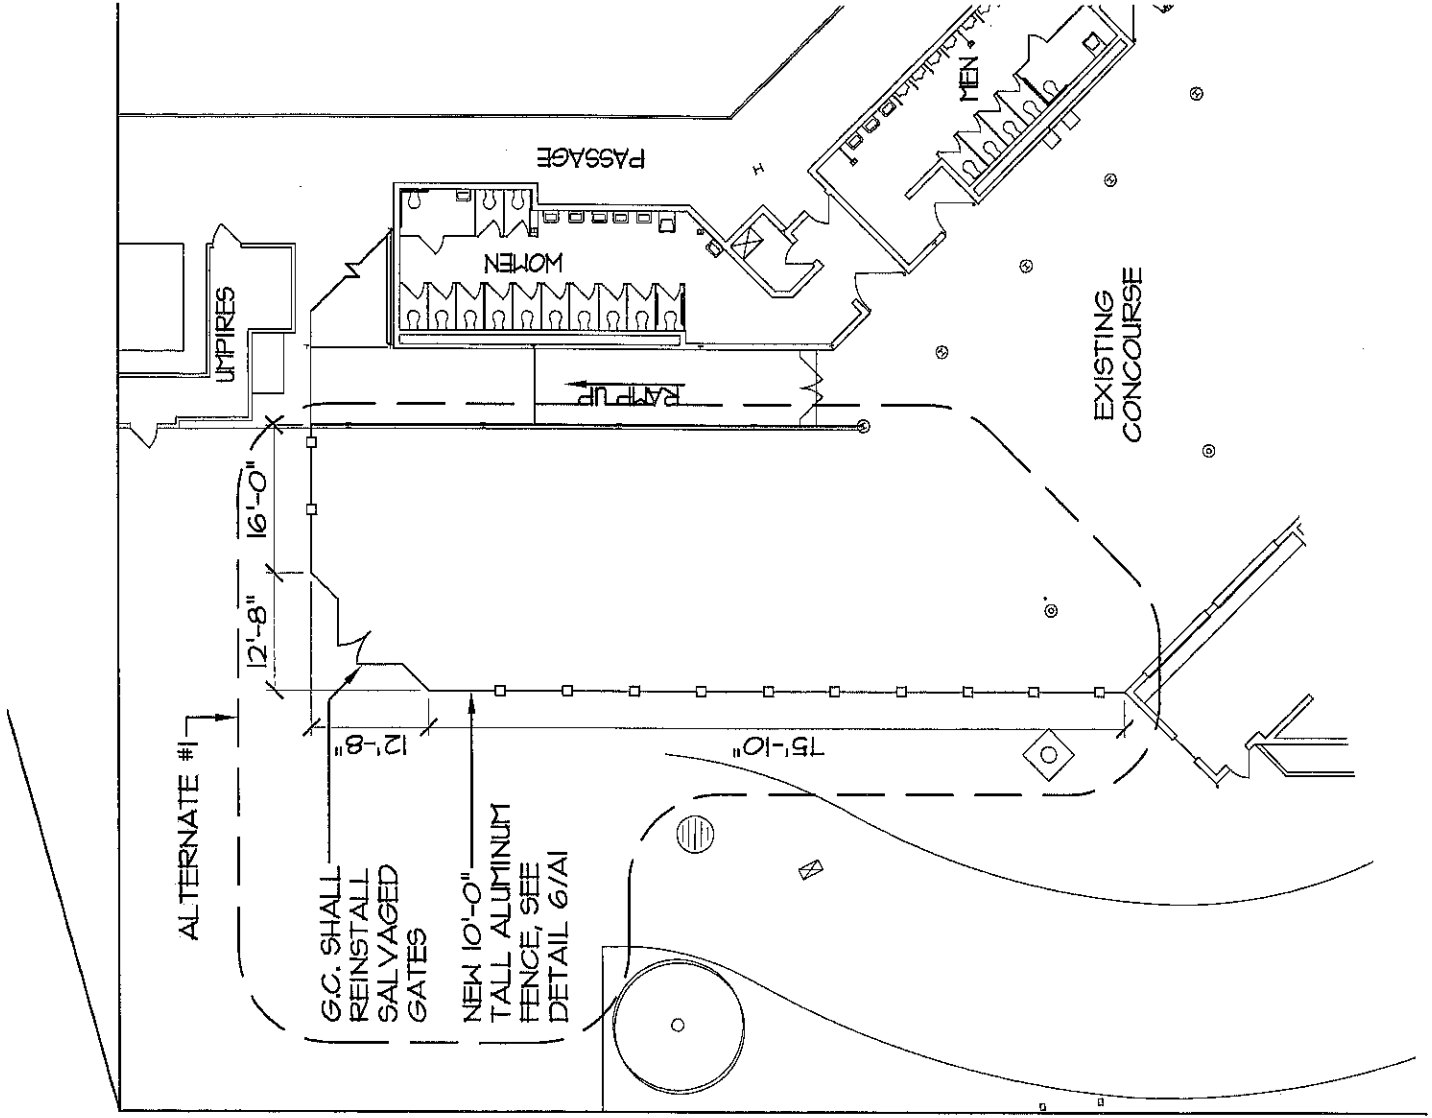 PASSAGE
MEN
WOMEN
UMPIRES
RAMP UP
EXISTING
CONCOURSE
16'-0"
12'-8"
12'-8"
75'-10"
ALTERNATE #1
G.C. SHALL
REINSTALL
SALVAGED
GATES
NEW 10'-0"
TALL ALUMINUM
FENCE, SEE
DETAIL 6/A1